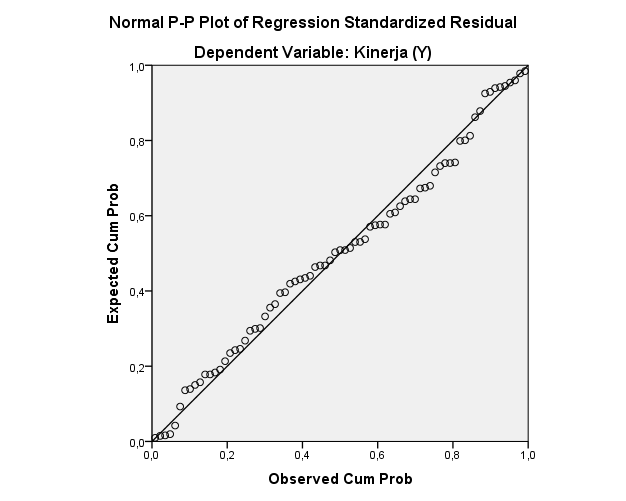 Normal P-P Plot of Regression Standardized Residual
Dependent Variable: Kinerja (Y)
1,0
0,8
0,6
0,4
0,2
0,0
Expected Cum Prob
0,0 0,2 0,4 0,6 0,8 1,0
Observed Cum Prob